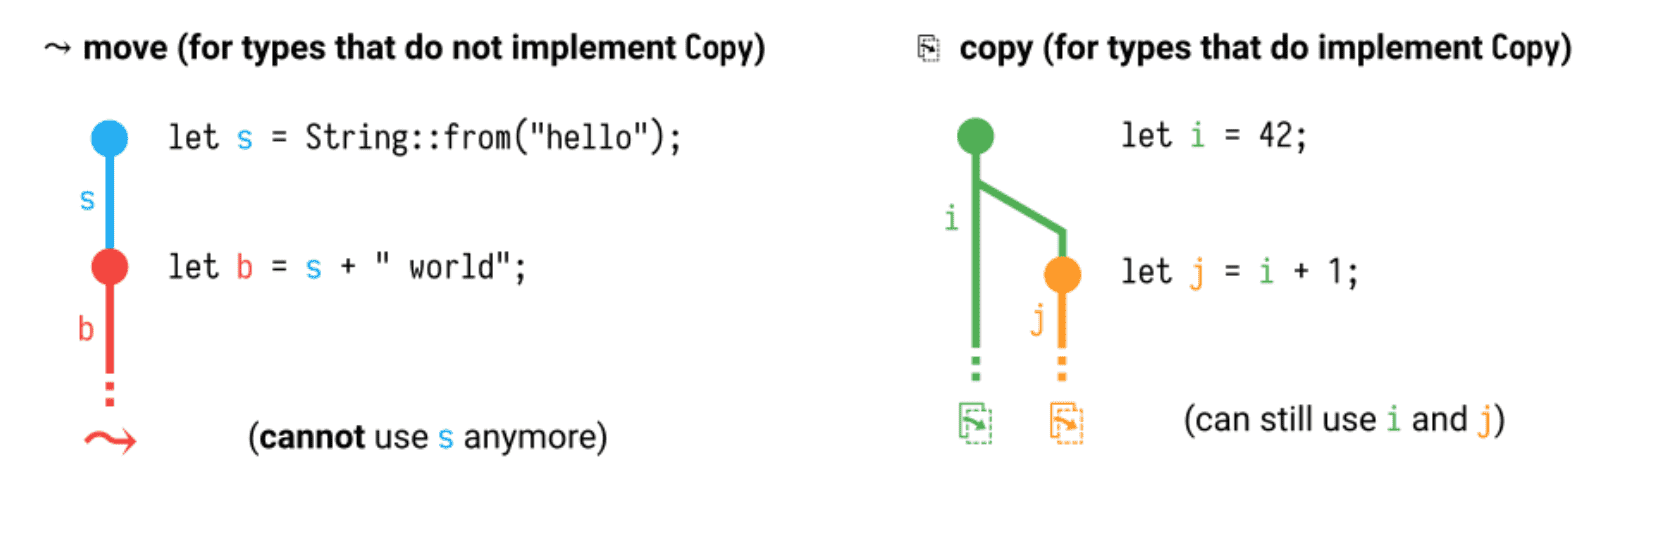 ⤳ move (for types that do not implement Copy)
let s = String::from("hello");
s
let b = s + " world";
b
(cannot use s anymore)
copy (for types that do implement Copy)
let i = 42;
i
let j = i + 1;
j
(can still use i and j)